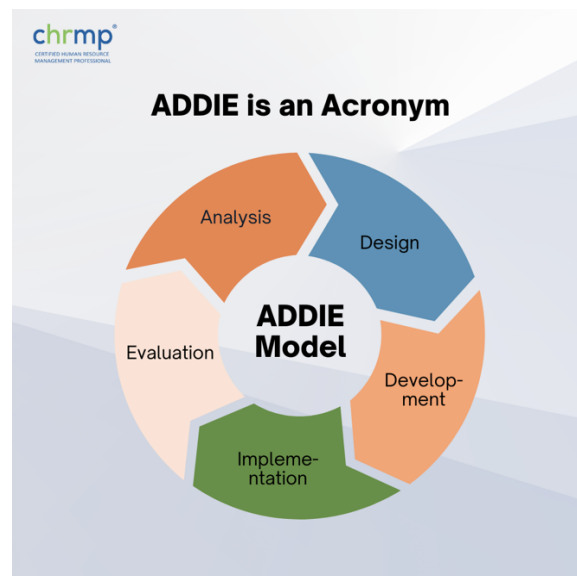 chrmp®
CERTIFIED HUMAN RESOURCE
MANAGEMENT PROFESSIONAL
ADDIE is an Acronym
Analysis
Design
Develop-
ment
Impleme-
ntation
Evaluation
ADDIE
Model